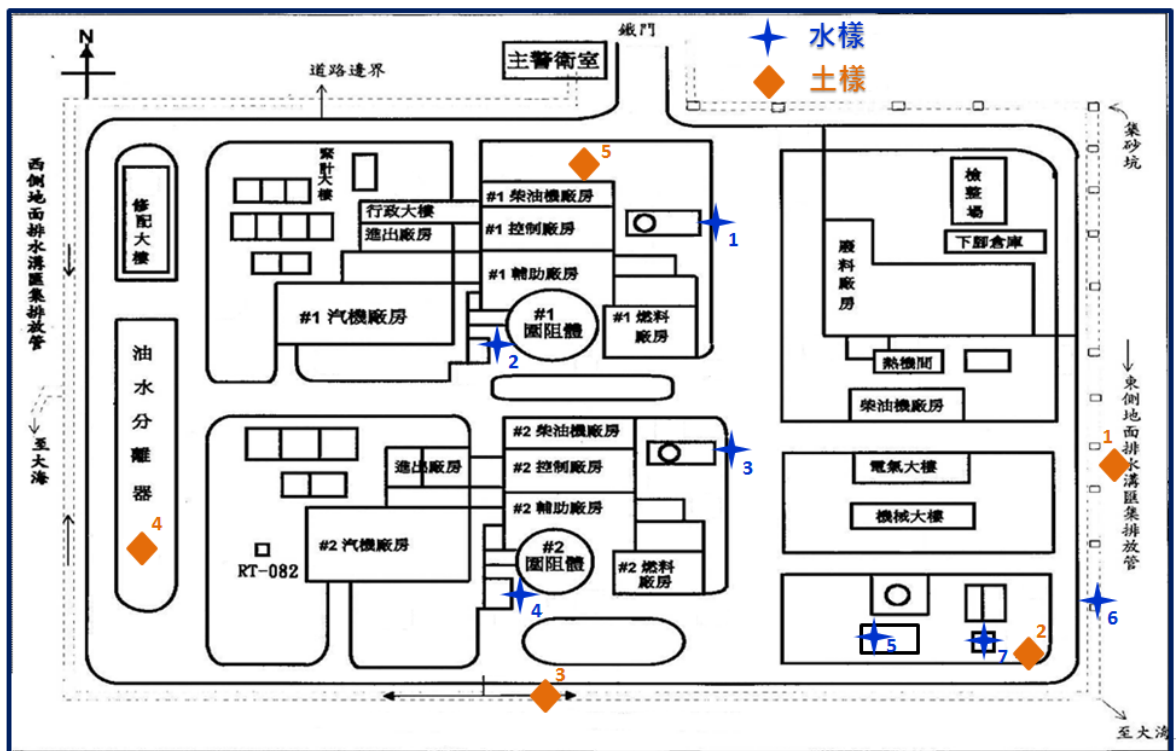 鐵門
水樣
N
主警衛室
土樣
道路邊界
集砂坑
西側地面排水溝匯集排放管
修配大樓
行政大樓
進出廠房
#1 柴油機廠房
5
#1 控制廠房
1
檢整場
下腳倉庫
廢料廠房
#1 輔助廠房
#1 汽機廠房
#1
圍阻體
#1 燃料
廠房
2
熱機間
柴油機廠房
東側地面排水溝匯集排放管
油水分離器
至大海
#2 柴油機廠房
進出廠房
#2 控制廠房
3
電氣大樓
1
機械大樓
#2 輔助廠房
4
#2 汽機廠房
RT-082
#2
圍阻體
#2 燃料
廠房
4
6
5
7
2
3
至大海